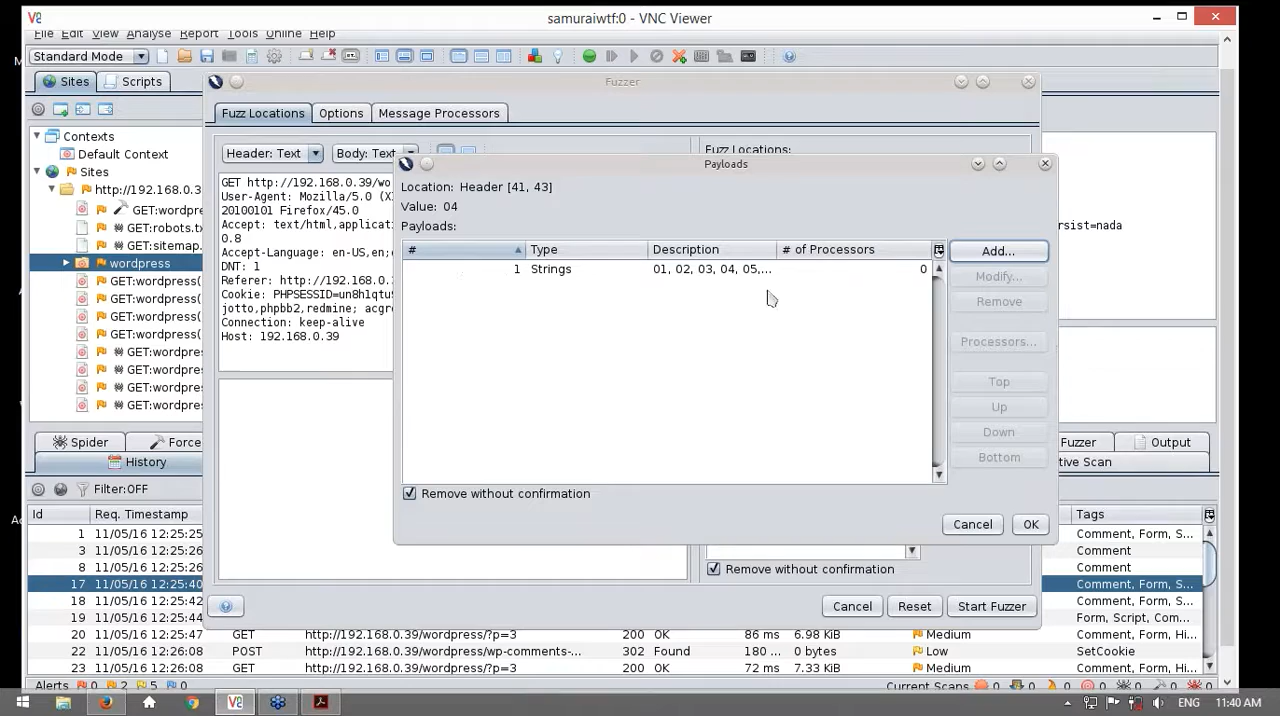 samuraiwtf:0 - VNC Viewer
File Edit View Analyse Report Tools Online Help
Standard Mode
Sites Scripts
Fuzzer
Contexts
Default Context
Sites
http://192.168.0.3
GET:wordpre
GET:robots.tx
GET:sitemap.
wordpress
GET:wordpress(
GET:wordpress(
GET:wordpress(
GET:wordpress(
GET:wordpress
GET:wordpres
GET:wordpres
GET:wordpres
Fuzz Locations Options Message Processors
Header: Text Body: Text
Fuzz Locations:
GET http://192.168.0.39/wo
User-Agent: Mozilla/5.0 (X
20100101 Firefox/45.0
Accept: text/html,applicat
0.8
Accept-Language: en-US,en;
DNT: 1
Referer: http://192.168.0.
Cookie: PHPSESSID=un8h1qtu
jotto,phpbb2,redmine; acgr
Connection: keep-alive
Host: 192.168.0.39
sist=nada
Payloads
Location: Header [41, 43]
Value: 04
Payloads:
# Type Description # of Processors
1 Strings 01, 02, 03, 04, 05,... 0
Add...
Modify...
Remove
Processors...
Top
Up
Down
Bottom
Remove without confirmation
Cancel OK
Remove without confirmation
Cancel Reset Start Fuzzer
Spider Force
Fuzzer Output
History
tive Scan
Filter:OFF
Id Req. Timestamp Tags
1 11/05/16 12:25:25 Comment, Form, S...
3 11/05/16 12:25:26 Comment
8 11/05/16 12:25:26 Comment
17 11/05/16 12:25:40 Comment, Form, S...
18 11/05/16 12:25:42 Comment, Form, S...
19 11/05/16 12:25:44 Form, Script, Com...
20 11/05/16 12:25:47 GET http://192.168.0.39/wordpress/?p=3 200 OK 86 ms 6.98 KiB Medium Comment, Form, Hi...
22 11/05/16 12:26:08 POST http://192.168.0.39/wordpress/wp-comments-... 302 Found 180 ... 0 bytes Low SetCookie
23 11/05/16 12:26:08 GET http://192.168.0.39/wordpress/?p=3 200 OK 72 ms 7.33 KiB Medium Comment, Form, S...
Alerts 0 2 5 0 Current Scans 0 0 0 0 0 0 0
ENG 11:40 AM